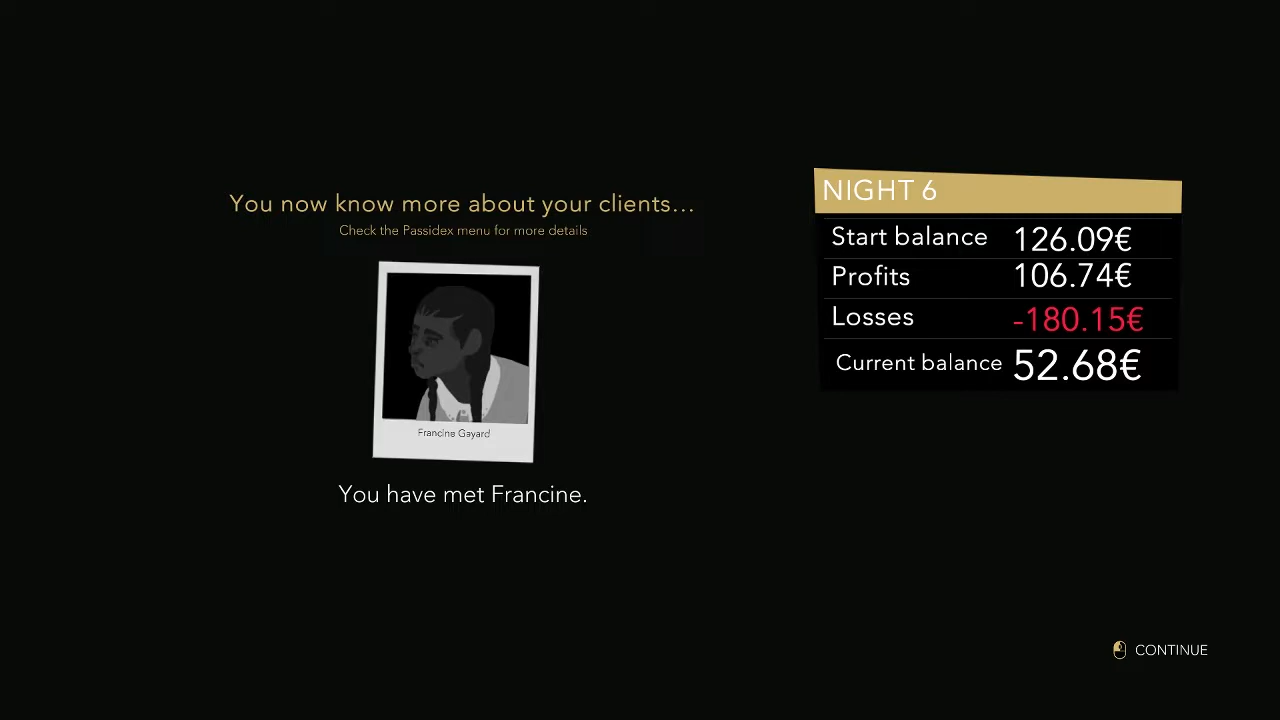 You now know more about your clients...
Check the Passidex menu for more details
Francine Gayard
You have met Francine.
NIGHT 6
Start balance 126.09€
Profits 106.74€
Losses -180.15€
Current balance 52.68€
CONTINUE